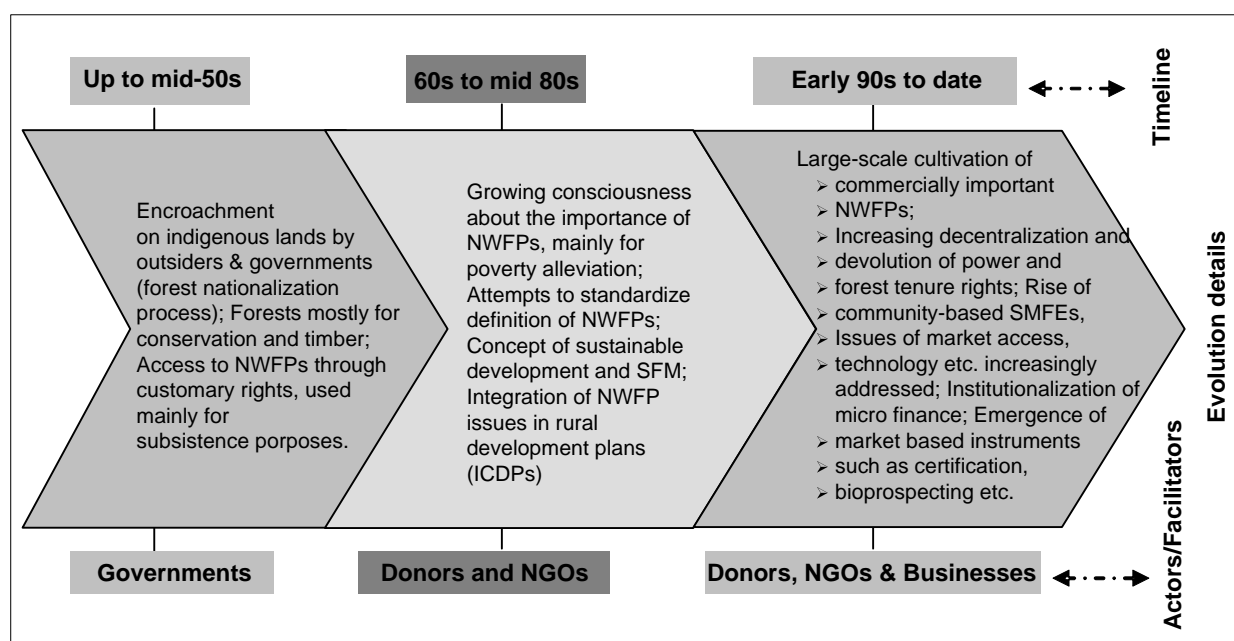 Up to mid-50s
60s to mid 80s
Early 90s to date
Timeline
Encroachment
on indigenous lands by
outsiders & governments
(forest nationalization
process); Forests mostly for
conservation and timber;
Access to NWFPs through
customary rights, used
mainly for
subsistence porposes.
Growing consciousness
about the importance of
NWFPs, mainly for
poverty alleviation;
Attempts to standardize
definition of NWFPs;
Concept of sustainable
development and SFM;
Integration of NWFP
issues in rural
development plans
(ICDPs)
Large-scale cultivation of
➢ commercially important
➢ NWFPs;
➢ Increasing decentralization and
➢ devolution of power and
➢ forest tenure rights; Rise of
➢ community-based SMFEs,
➢ Issues of market access,
➢ technology etc. increasingly
addressed; Institutionalization of
➢ micro finance; Emergence of
➢ market based instruments
➢ such as certification,
➢ bioprospecting etc.
Evolution details
Governments
Donors and NGOs
Donors, NGOs & Businesses
Actors/Facilitators